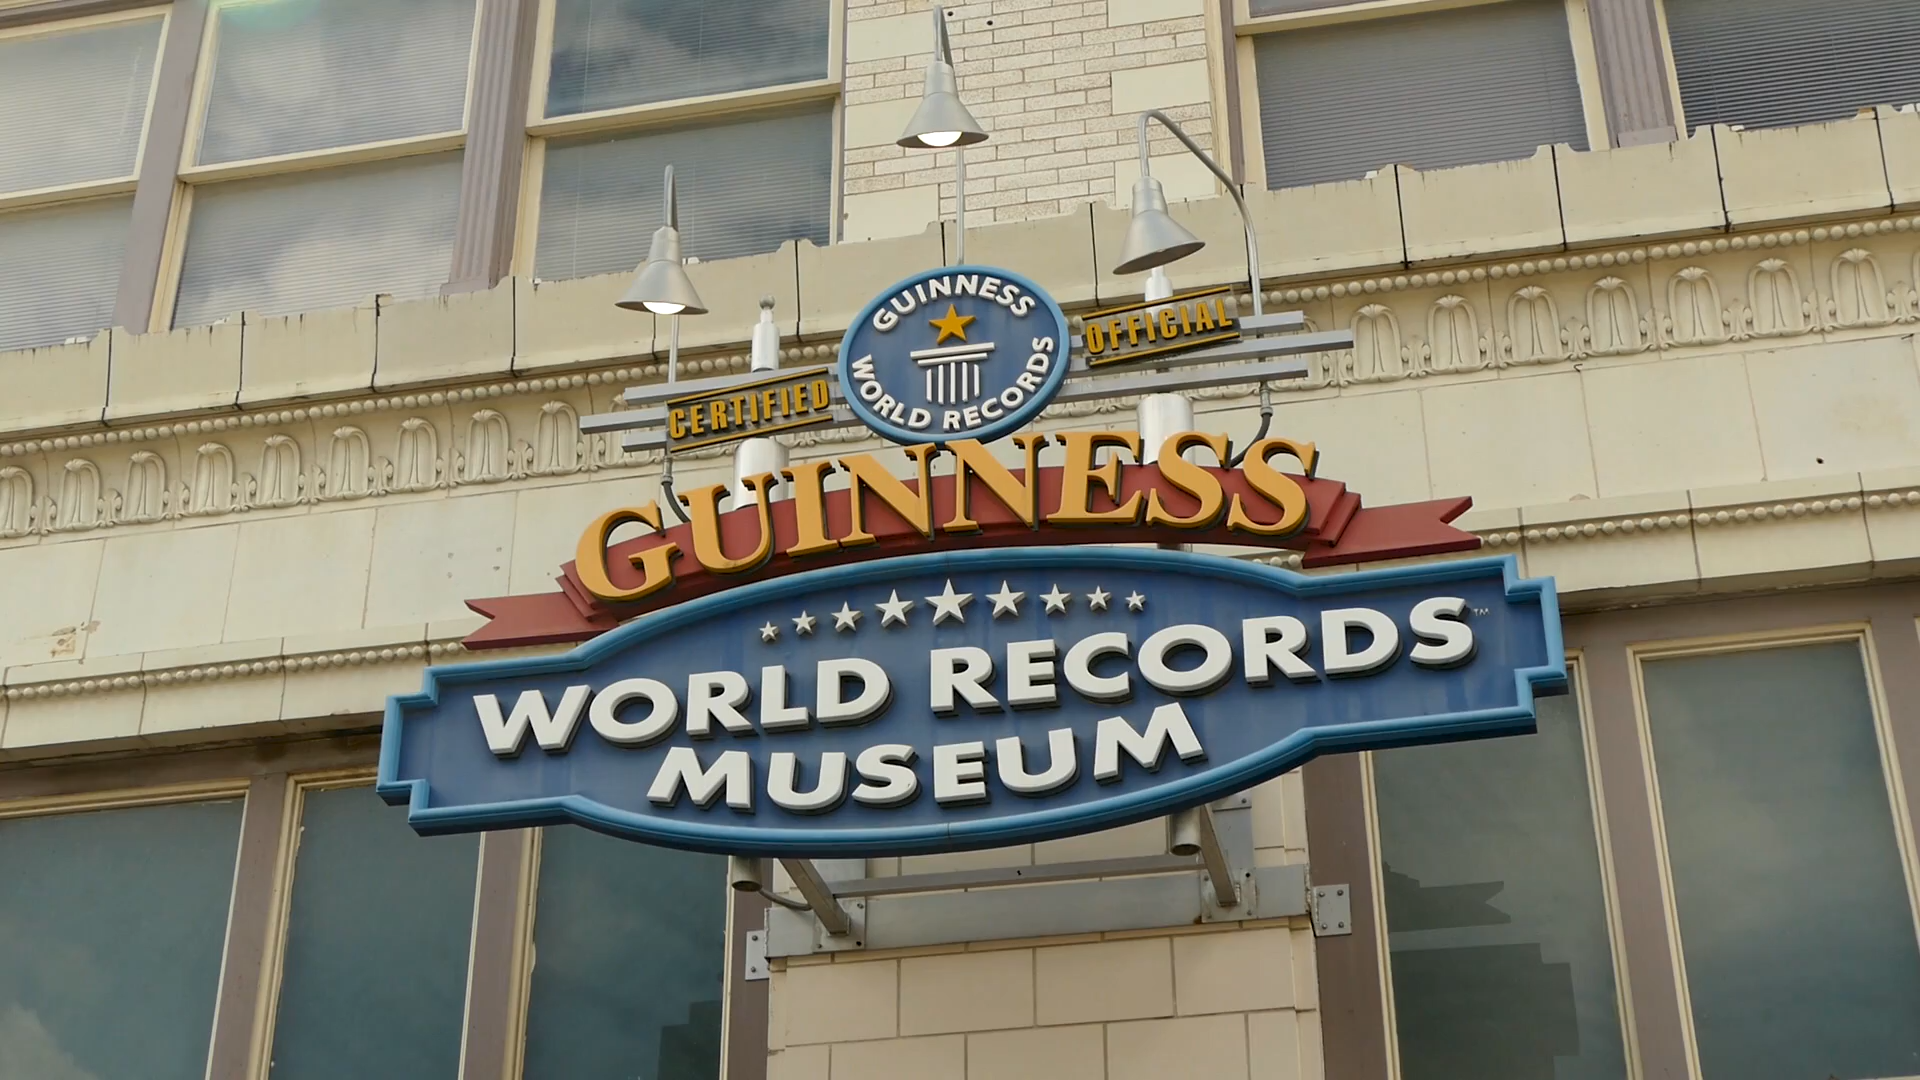 GUINNESS
WORLD RECORDS
CERTIFIED
OFFICIAL
GUINNESS
WORLD RECORDS™
MUSEUM